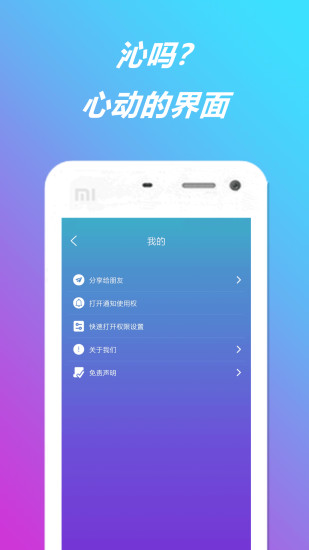 沁吗？
心动的界面
MI
我的
分享给朋友
打开通知使用权
快速打开权限设置
关于我们
免责声明